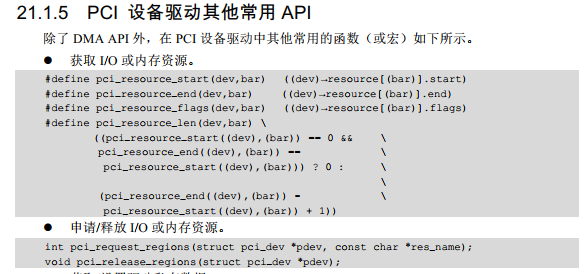 21.1.5 PCI 设备驱动其他常用 API
除了 DMA API 外，在 PCI 设备驱动中其他常用的函数（或宏）如下所示。
● 获取 I/O 或内存资源。
#define pci_resource_start(dev,bar) ((dev)→resource[(bar)].start)
#define pci_resource_end(dev,bar) ((dev)→resource[(bar)].end)
#define pci_resource_flags(dev,bar) ((dev)→resource[(bar)].flags)
#define pci_resource_len(dev,bar) \
((pci_resource_start((dev),(bar)) == 0 && \
pci_resource_end((dev),(bar)) == \
pci_resource_start((dev),(bar))) ? 0 : \
\
(pci_resource_end((dev),(bar)) - \
pci_resource_start((dev),(bar)) + 1))
● 申请/释放 I/O 或内存资源。
int pci_request_regions(struct pci_dev *pdev, const char *res_name);
void pci_release_regions(struct pci_dev *pdev);